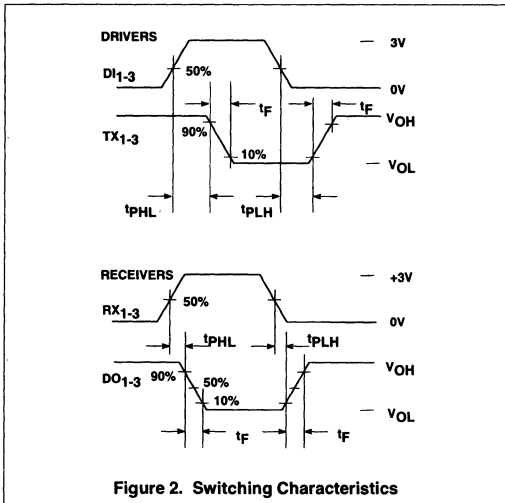 DRIVERS
3V
DI1-3
50%
0V
tF
tF
TX1-3
90%
VOH
10%
VOL
tPHL
tPLH
RECEIVERS
+3V
RX1-3
50%
0V
tPHL
tPLH
DO1-3
90%
VOH
50%
10%
VOL
tF
tF
Figure 2. Switching Characteristics